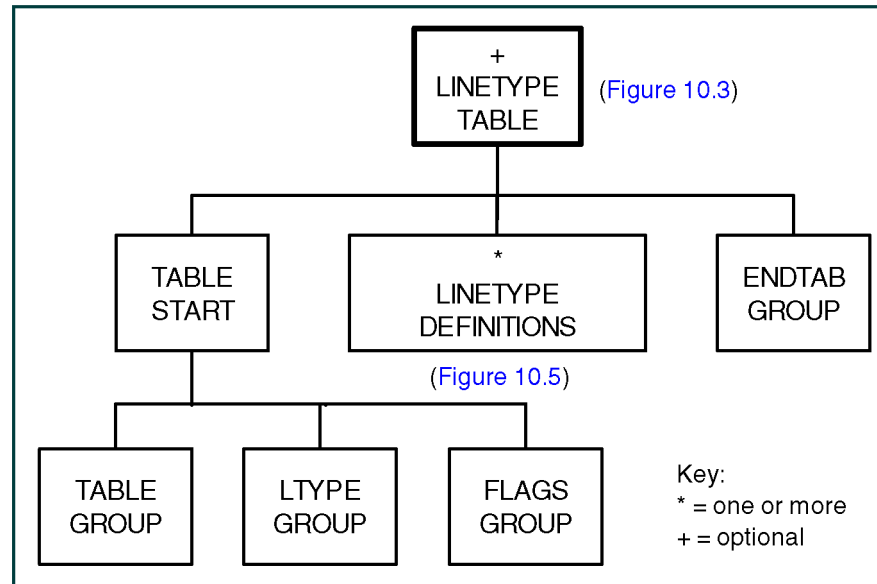 +
LINETYPE
TABLE
(Figure 10.3)
TABLE
START
*
LINETYPE
DEFINITIONS
ENDTAB
GROUP
(Figure 10.5)
TABLE
GROUP
LTYPE
GROUP
FLAGS
GROUP
Key:
* = one or more
+ = optional